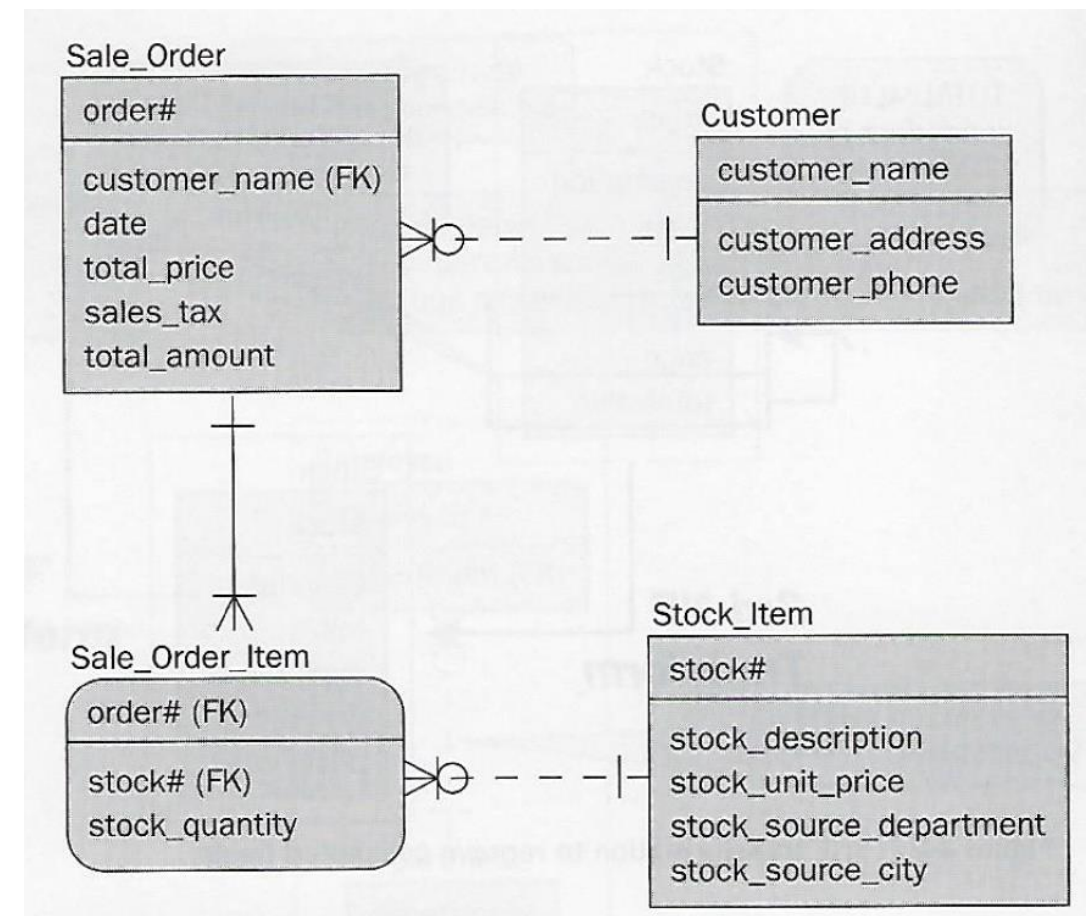 Sale_Order
order#
customer_name (FK)
date
total_price
sales_tax
total_amount
Customer
customer_name
customer_address
customer_phone
Sale_Order_Item
order# (FK)
stock# (FK)
stock_quantity
Stock_Item
stock#
stock_description
stock_unit_price
stock_source_department
stock_source_city